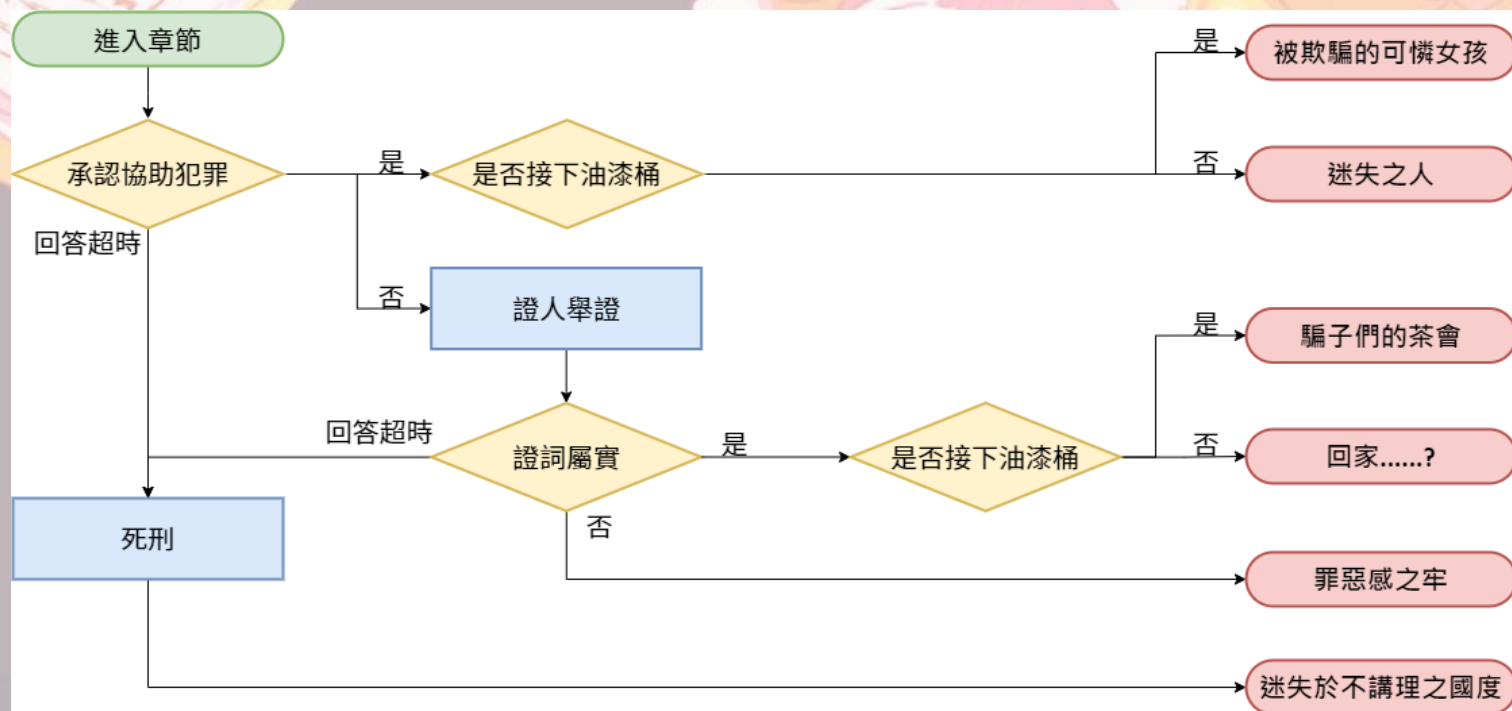 進入章節
是
被欺騙的可憐女孩
承認協助犯罪
是
是否接下油漆桶
否
迷失之人
回答超時
否
證人舉證
是
騙子們的茶會
回答超時
證詞屬實
是
是否接下油漆桶
否
回家......?
死刑
否
罪惡感之牢
迷失於不講理之國度